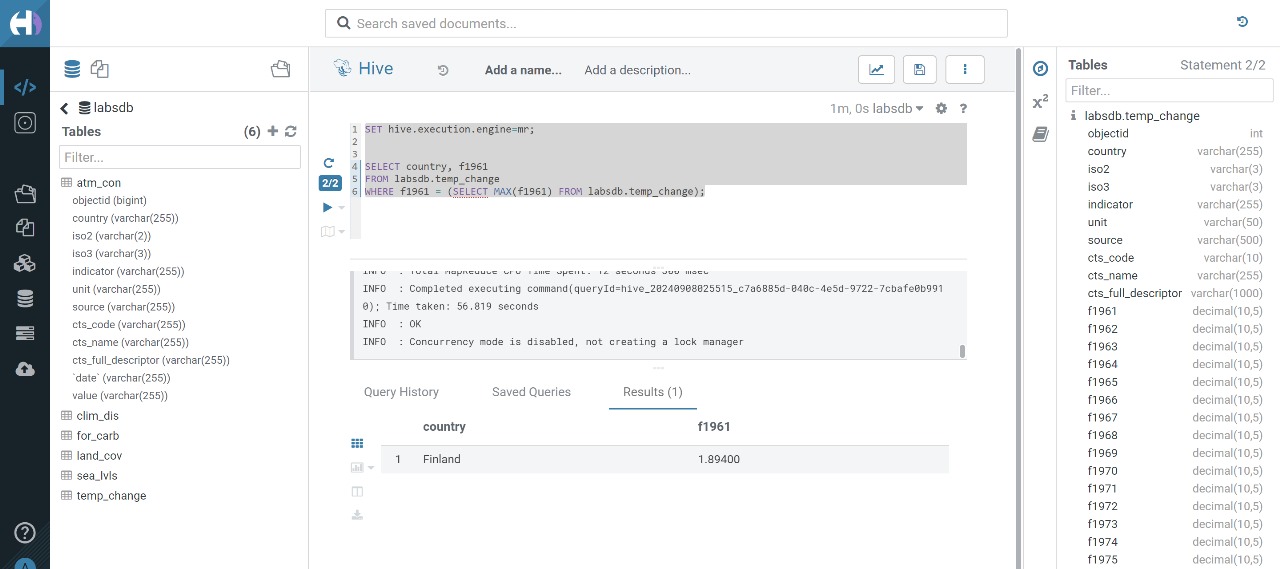 Search saved documents...
labsdb
Tables
(6)
Filter...
atm_con
objectid (bigint)
country (varchar(255))
iso2 (varchar(2))
iso3 (varchar(3))
indicator (varchar(255))
unit (varchar(255))
source (varchar(255))
cts_code (varchar(255))
cts_name (varchar(255))
cts_full_descriptor (varchar(255))
`date` (varchar(255))
value (varchar(255))
clim_dis
for_carb
land_cov
sea_lvls
temp_change
Hive
Add a name...
Add a description...
1m, 0s labsdb
?
2/2
1 SET hive.execution.engine=mr;
2
3
4 SELECT country, f1961
5 FROM labsdb.temp_change
6 WHERE f1961 = (SELECT MAX(f1961) FROM labsdb.temp_change);
INFO : Total MapReduce CPU Time Spent: 12 seconds 500 msec
INFO : Completed executing command(queryId=hive_20240908025515_c7a6885d-040c-4e5d-9722-7cbafe0b991
0); Time taken: 56.819 seconds
INFO : OK
INFO : Concurrency mode is disabled, not creating a lock manager
Query History
Saved Queries
Results (1)
country f1961
1 Finland 1.89400
x²
Tables
Statement 2/2
Filter...
labsdb.temp_change
objectid int
country varchar(255)
iso2 varchar(3)
iso3 varchar(3)
indicator varchar(255)
unit varchar(50)
source varchar(500)
cts_code varchar(10)
cts_name varchar(255)
cts_full_descriptor varchar(1000)
f1961 decimal(10,5)
f1962 decimal(10,5)
f1963 decimal(10,5)
f1964 decimal(10,5)
f1965 decimal(10,5)
f1966 decimal(10,5)
f1967 decimal(10,5)
f1968 decimal(10,5)
f1969 decimal(10,5)
f1970 decimal(10,5)
f1971 decimal(10,5)
f1972 decimal(10,5)
f1973 decimal(10,5)
f1974 decimal(10,5)
f1975 decimal(10,5)